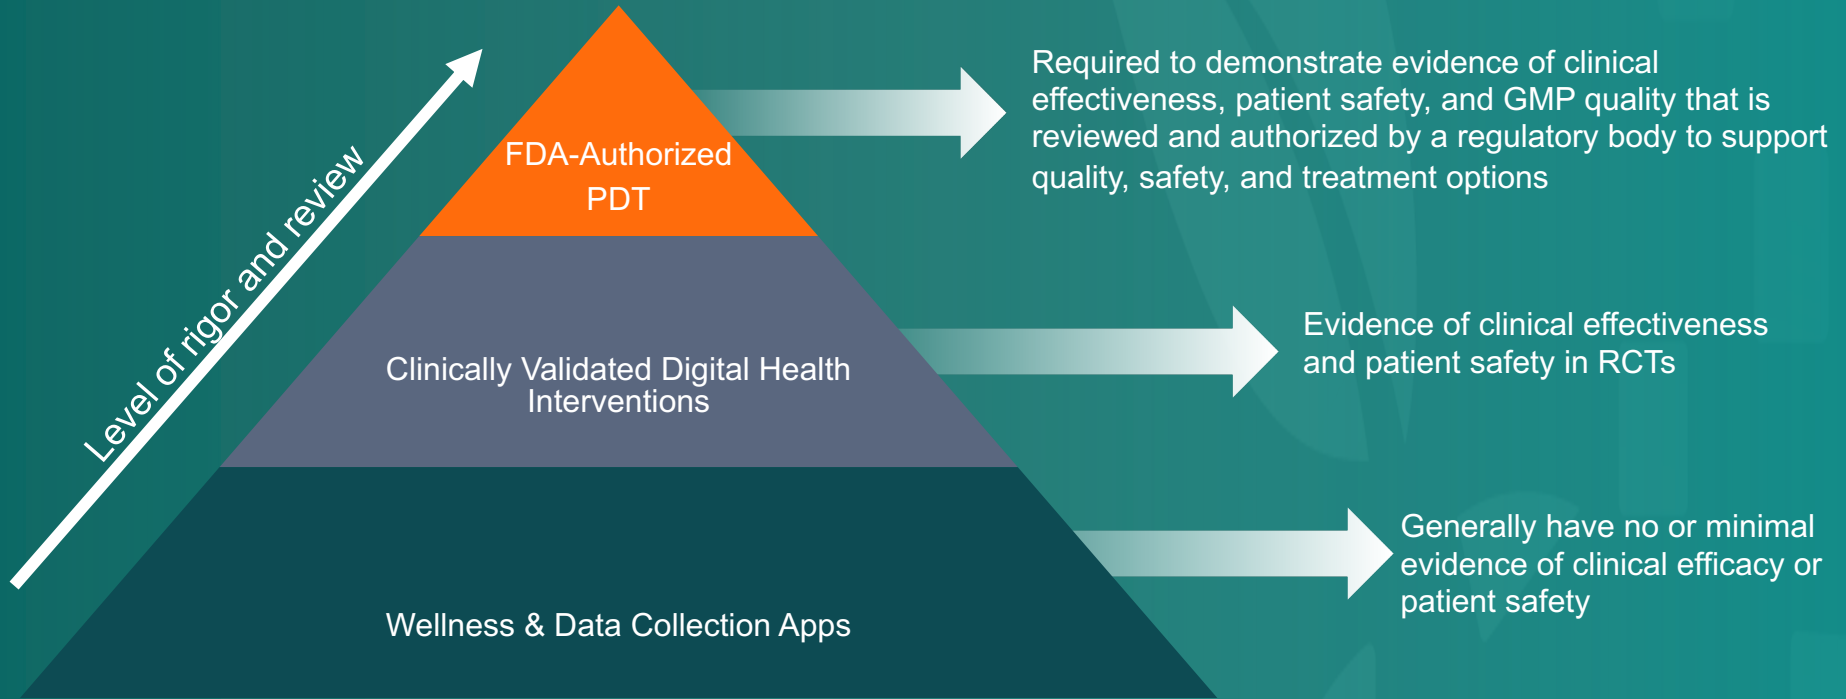 Level of rigor and review
FDA-Authorized
PDT
Required to demonstrate evidence of clinical
effectiveness, patient safety, and GMP quality that is
reviewed and authorized by a regulatory body to support
quality, safety, and treatment options
Clinically Validated Digital Health
Interventions
Evidence of clinical effectiveness
and patient safety in RCTs
Wellness & Data Collection Apps
Generally have no or minimal
evidence of clinical efficacy or
patient safety